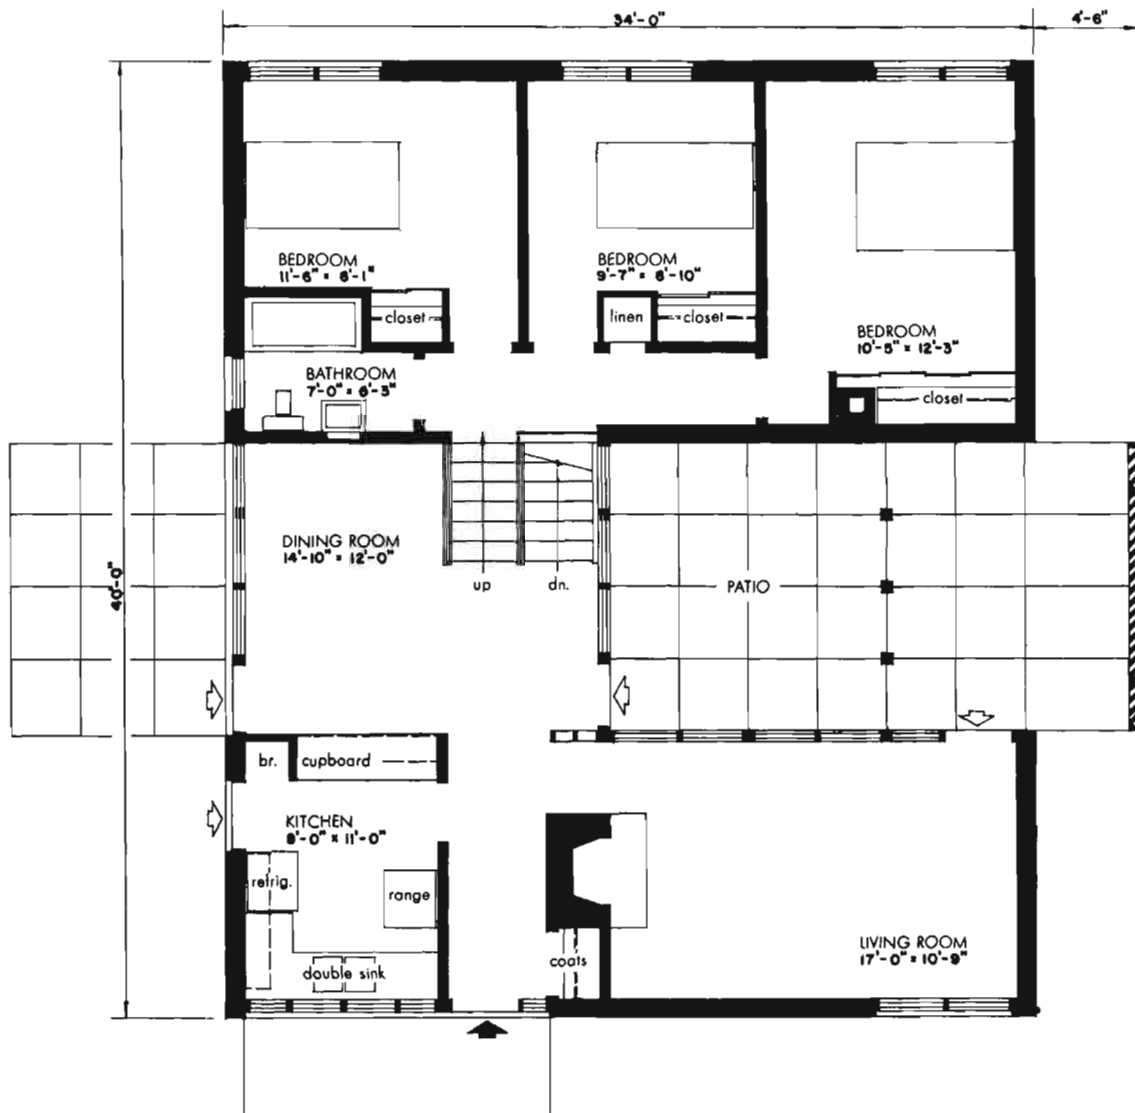 34'-0"
4'-6"
BEDROOM
11'-6" x 8'-1"
BEDROOM
9'-7" x 8'-10"
BEDROOM
10'-5" x 12'-3"
closet
linen
closet
closet
BATHROOM
7'-0" x 6'-3"
DINING ROOM
14'-10" x 12'-0"
up
dn.
PATIO
40'-0"
br.
cupboard
KITCHEN
8'-0" x 11'-0"
refrig.
range
double sink
coats
LIVING ROOM
17'-0" x 10'-9"